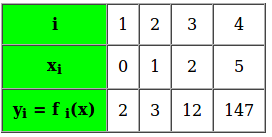 i 1 2 3 4
xᵢ 0 1 2 5
yᵢ = f ᵢ(x) 2 3 12 147